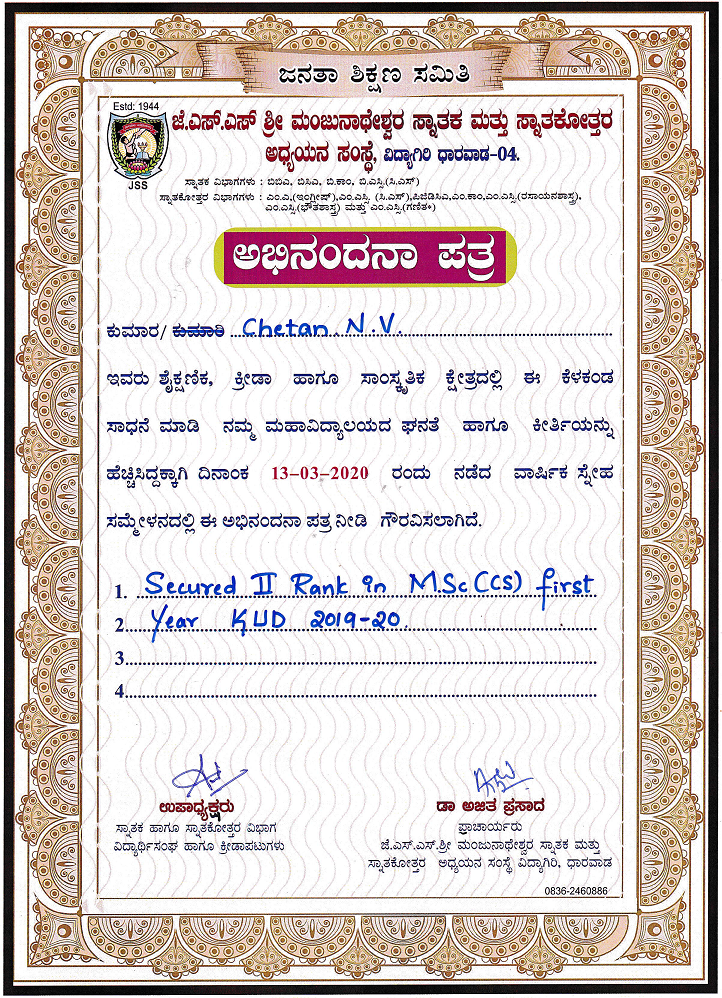 ಜನತಾ ಶಿಕ್ಷಣ ಸಮಿತಿ
Estd: 1944
JSS
ಜೆ.ಎಸ್.ಎಸ್ ಶ್ರೀ ಮಂಜುನಾಥೇಶ್ವರ ಸ್ನಾತಕ ಮತ್ತು ಸ್ನಾತಕೋತ್ತರ
ಅಧ್ಯಯನ ಸಂಸ್ಥೆ, ವಿದ್ಯಾಗಿರಿ ಧಾರವಾಡ-04.
ಸ್ನಾತಕ ವಿಭಾಗಗಳು : ಬಿಬಿಎ, ಬಿಸಿಎ, ಬಿ.ಕಾಂ, ಬಿ.ಎಸ್ಸಿ.(ಸಿ.ಎಸ್)
ಸ್ನಾತಕೋತ್ತರ ವಿಭಾಗಗಳು : ಎಂ.ಎ.(ಇಂಗ್ಲೀಷ್),ಎಂ.ಎಸ್ಸಿ. (ಸಿ.ಎಸ್),ಪಿಜಿಡಿಸಿಎ,ಎಂ.ಕಾಂ,ಎಂ.ಎಸ್ಸಿ.(ರಸಾಯನಶಾಸ್ತ್ರ),
ಎಂ.ಎಸ್ಸಿ.(ಭೌತಶಾಸ್ತ್ರ) ಮತ್ತು ಎಂ.ಎಸ್ಸಿ.(ಗಣಿತ*)
ಅಭಿನಂದನಾ ಪತ್ರ
ಕುಮಾರ/ ಕುಮಾರಿ Chetan N.V.
ಇವರು ಶೈಕ್ಷಣಿಕ, ಕ್ರೀಡಾ ಹಾಗೂ ಸಾಂಸ್ಕೃತಿಕ ಕ್ಷೇತ್ರದಲ್ಲಿ ಈ ಕೆಳಕಂಡ
ಸಾಧನೆ ಮಾಡಿ ನಮ್ಮ ಮಹಾವಿದ್ಯಾಲಯದ ಘನತೆ ಹಾಗೂ ಕೀರ್ತಿಯನ್ನು
ಹೆಚ್ಚಿಸಿದ್ದಕ್ಕಾಗಿ ದಿನಾಂಕ 13-03-2020 ರಂದು ನಡೆದ ವಾರ್ಷಿಕ ಸ್ನೇಹ
ಸಮ್ಮೇಳನದಲ್ಲಿ ಈ ಅಭಿನಂದನಾ ಪತ್ರ ನೀಡಿ ಗೌರವಿಸಲಾಗಿದೆ.
1. Secured II Rank in M.Sc (CS) first
2. Year KUD 2019-20.
3
4
ಉಪಾಧ್ಯಕ್ಷರು
ಸ್ನಾತಕ ಹಾಗೂ ಸ್ನಾತಕೋತ್ತರ ವಿಭಾಗ
ವಿದ್ಯಾರ್ಥಿಸಂಘ ಹಾಗೂ ಕ್ರೀಡಾಪಟುಗಳು
ಡಾ ಅಜಿತ ಪ್ರಸಾದ
ಪ್ರಾಚಾರ್ಯರು
ಜೆ.ಎಸ್.ಎಸ್.ಶ್ರೀ ಮಂಜುನಾಥೇಶ್ವರ ಸ್ನಾತಕ ಮತ್ತು
ಸ್ನಾತಕೋತ್ತರ ಅಧ್ಯಯನ ಸಂಸ್ಥೆ ವಿದ್ಯಾಗಿರಿ, ಧಾರವಾಡ
0836-2460886